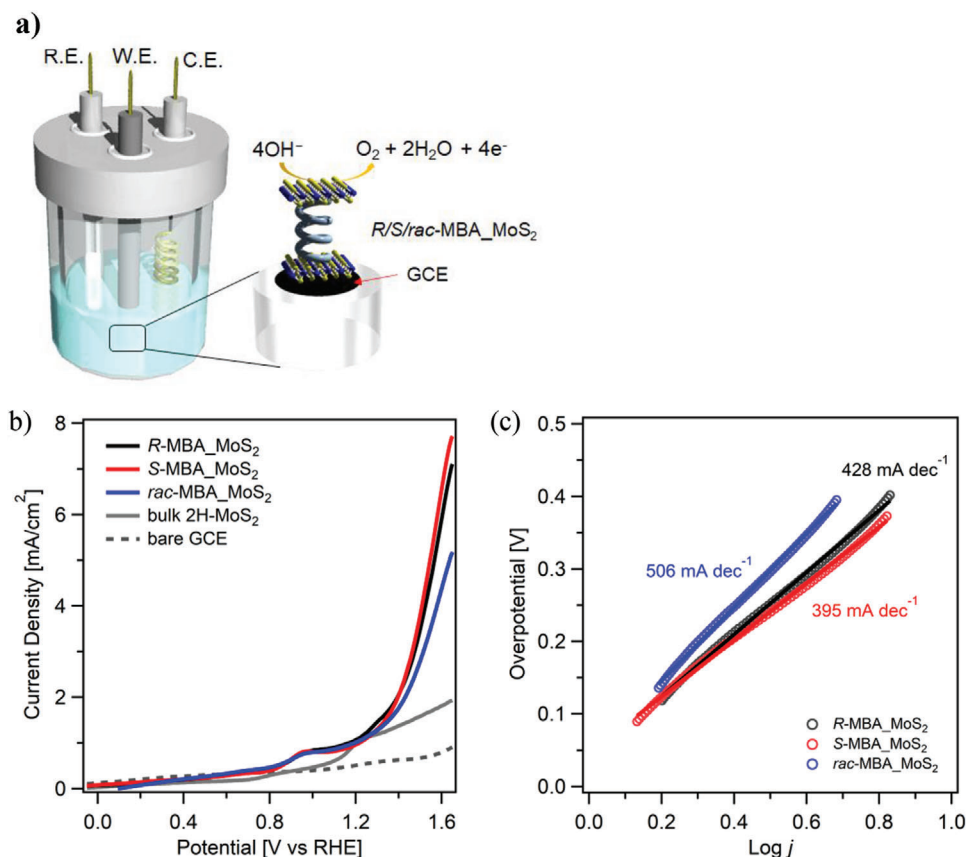 a)
R.E. W.E. C.E.
4OH⁻ O₂ + 2H₂O + 4e⁻
R/S/rac-MBA_MoS₂
GCE
b)
8
6
4
2
0
Current Density [mA/cm²]
R-MBA_MoS₂
S-MBA_MoS₂
rac-MBA_MoS₂
bulk 2H-MoS₂
bare GCE
0.0 0.4 0.8 1.2 1.6
Potential [V vs RHE]
(c)
0.5
0.4
0.3
0.2
0.1
0.0
Overpotential [V]
428 mA dec⁻¹
506 mA dec⁻¹
395 mA dec⁻¹
R-MBA_MoS₂
S-MBA_MoS₂
rac-MBA_MoS₂
0.0 0.2 0.4 0.6 0.8 1.0
Log j